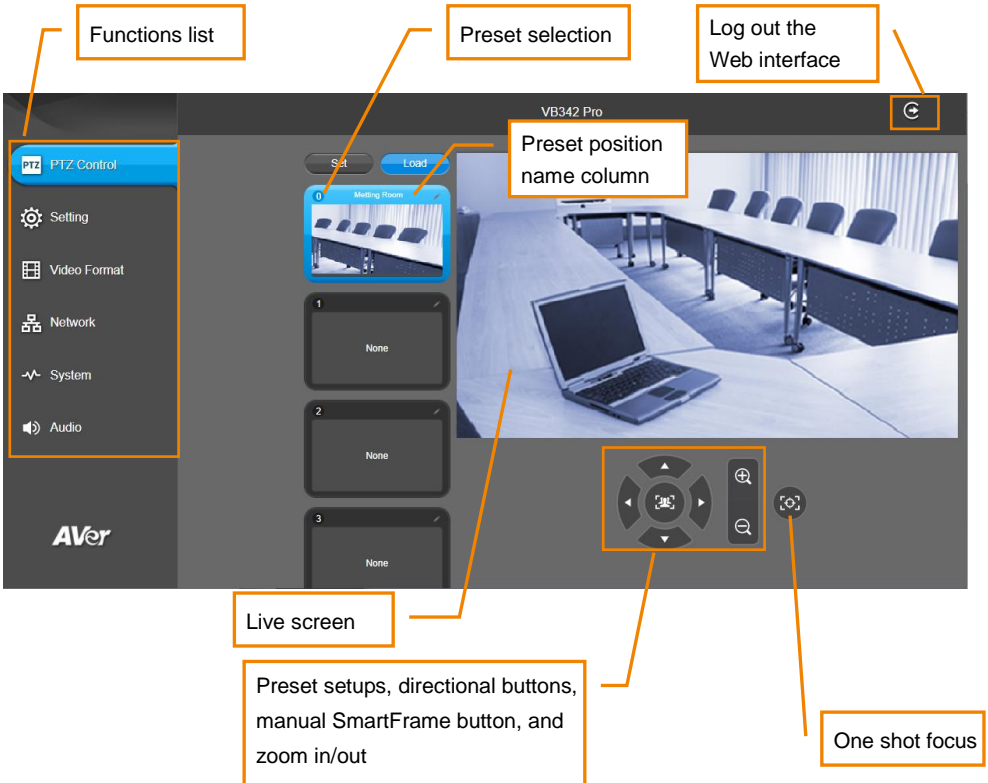 Functions list
Preset selection
Log out the
Web interface
VB342 Pro
PTZ PTZ Control
Set
Load
Preset position
name column
0 Metting Room
Setting
1
Video Format
None
Network
System
2
Audio
None
3
AVer
None
Live screen
Preset setups, directional buttons,
manual SmartFrame button, and
zoom in/out
One shot focus